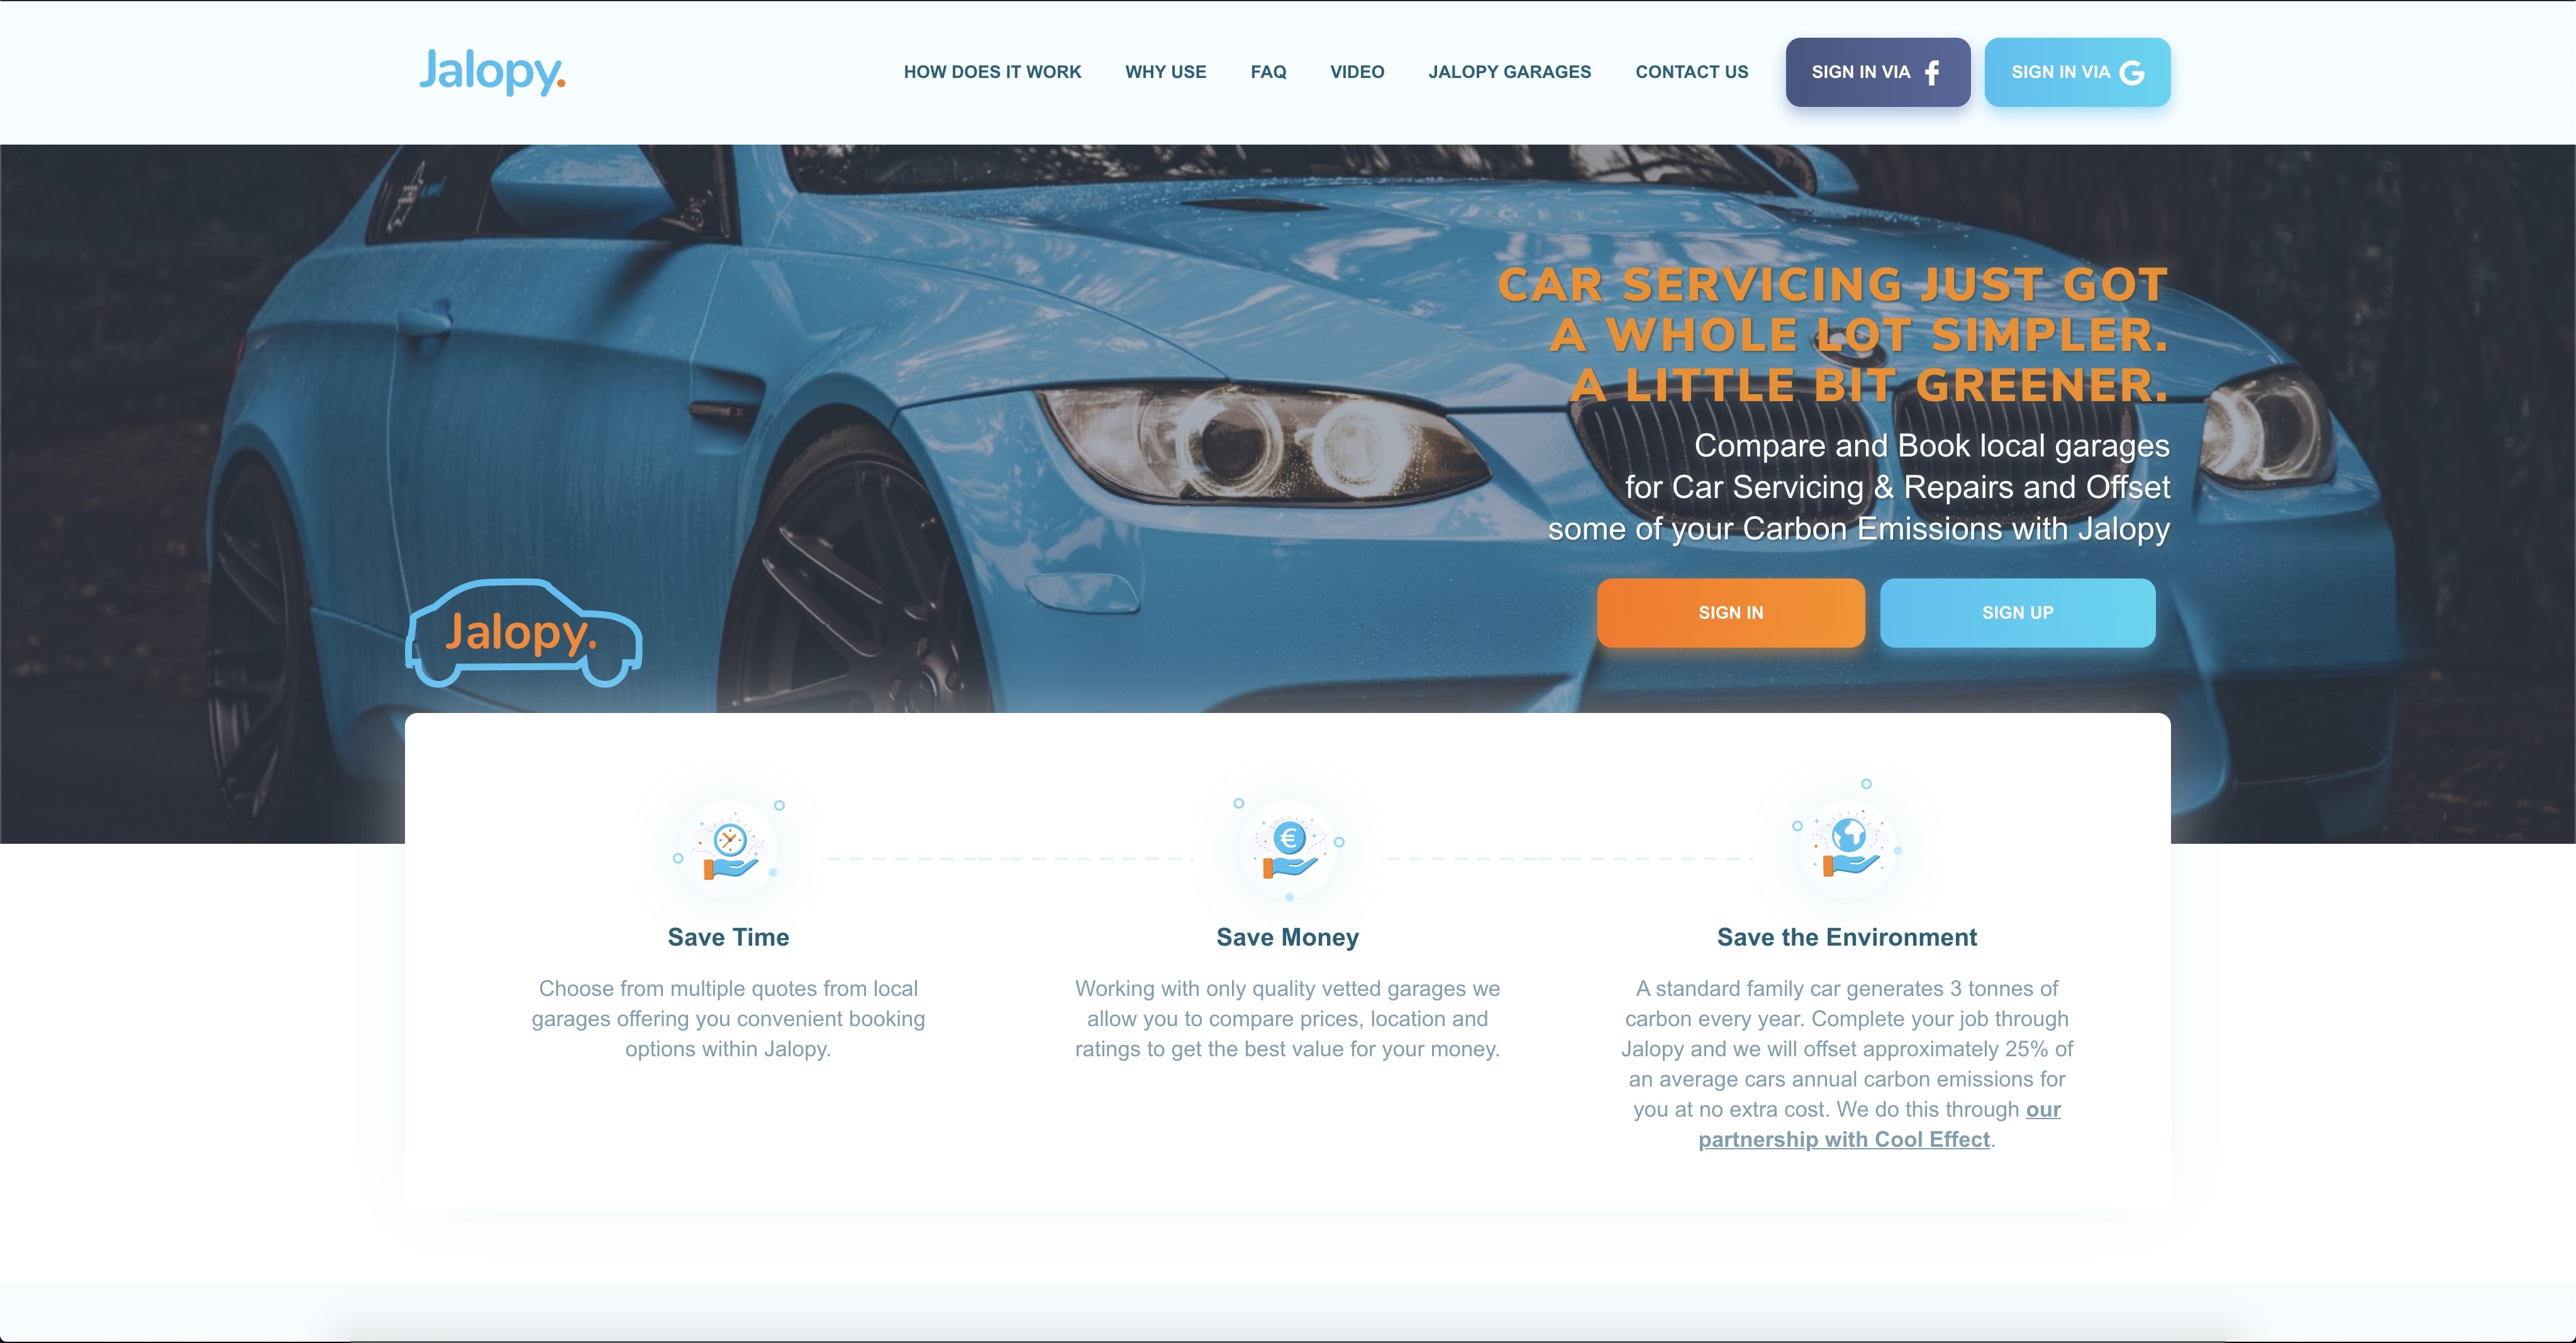 Jalopy.
HOW DOES IT WORK
WHY USE
FAQ
VIDEO
JALOPY GARAGES
CONTACT US
SIGN IN VIA
SIGN IN VIA G
CAR SERVICING JUST GOT
A WHOLE LOT SIMPLER.
A LITTLE BIT GREENER.
Compare and Book local garages
for Car Servicing & Repairs and Offset
some of your Carbon Emissions with Jalopy
SIGN IN
SIGN UP
Jalopy.
€
Save Time
Choose from multiple quotes from local
garages offering you convenient booking
options within Jalopy.
Save Money
Working with only quality vetted garages we
allow you to compare prices, location and
ratings to get the best value for your money.
Save the Environment
A standard family car generates 3 tonnes of
carbon every year. Complete your job through
Jalopy and we will offset approximately 25% of
an average cars annual carbon emissions for
you at no extra cost. We do this through our
partnership with Cool Effect.